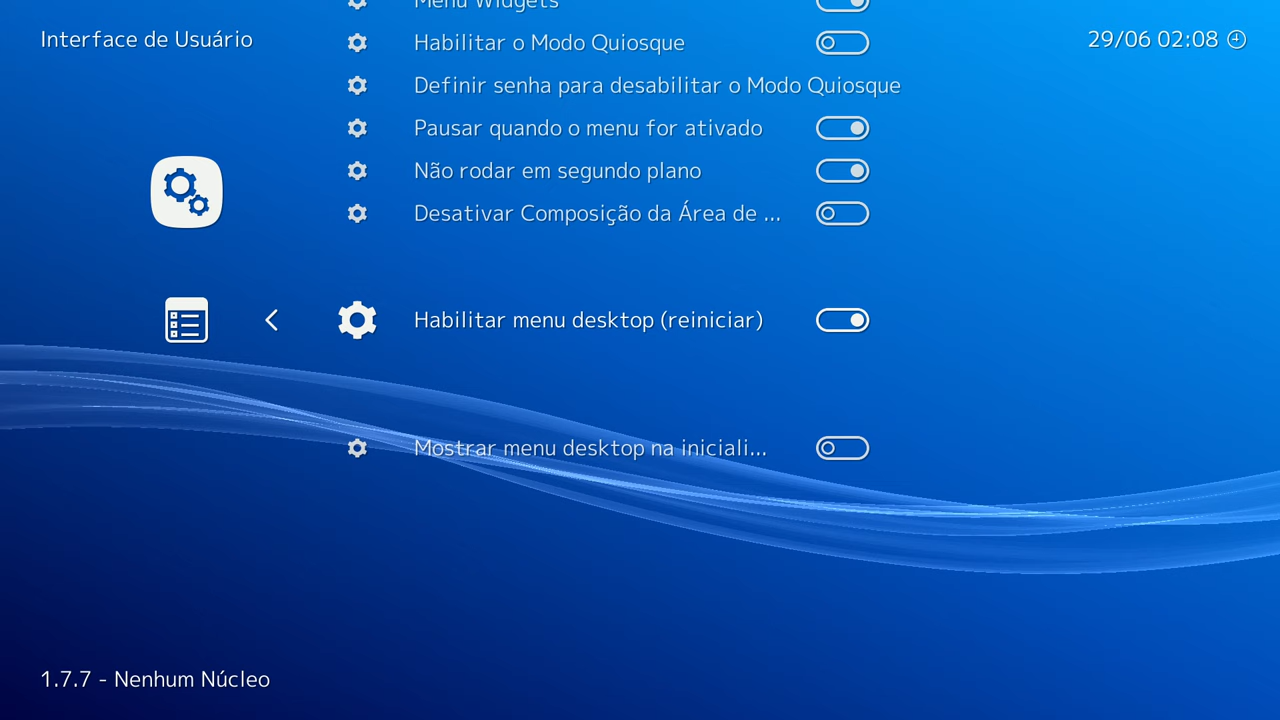 Menu Widgets
Interface de Usuário
29/06 02:08
Habilitar o Modo Quiosque
Definir senha para desabilitar o Modo Quiosque
Pausar quando o menu for ativado
Não rodar em segundo plano
Desativar Composição da Área de ...
Habilitar menu desktop (reiniciar)
Mostrar menu desktop na iniciali...
1.7.7 - Nenhum Núcleo